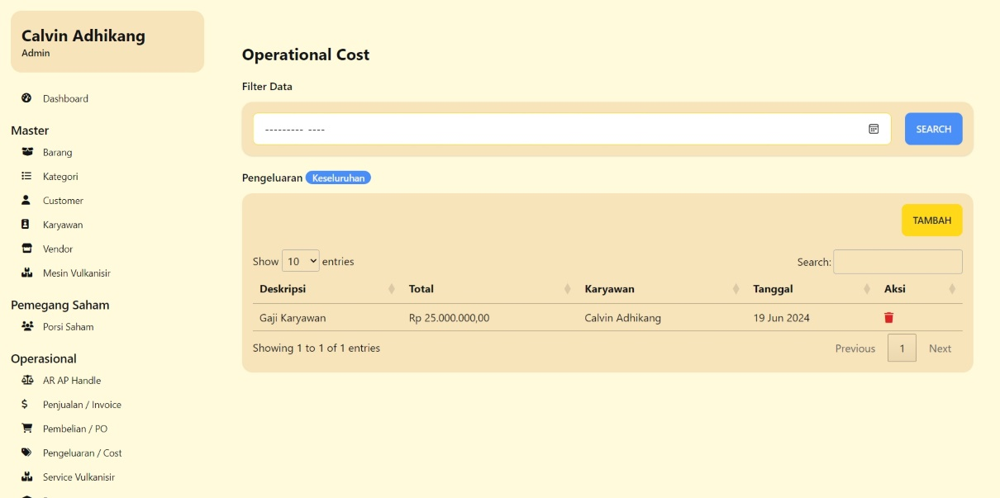 Calvin Adhikang
Admin
Dashboard
Master
Barang
Kategori
Customer
Karyawan
Vendor
Mesin Vulkanisir
Pemegang Saham
Porsi Saham
Operasional
AR AP Handle
Penjualan / Invoice
Pembelian / PO
Pengeluaran / Cost
Service Vulkanisir
Operational Cost
Filter Data
--------- ----
SEARCH
Pengeluaran Keseluruhan
TAMBAH
Show 10 entries Search:
Deskripsi Total Karyawan Tanggal Aksi
Gaji Karyawan Rp 25.000.000,00 Calvin Adhikang 19 Jun 2024
Showing 1 to 1 of 1 entries Previous 1 Next